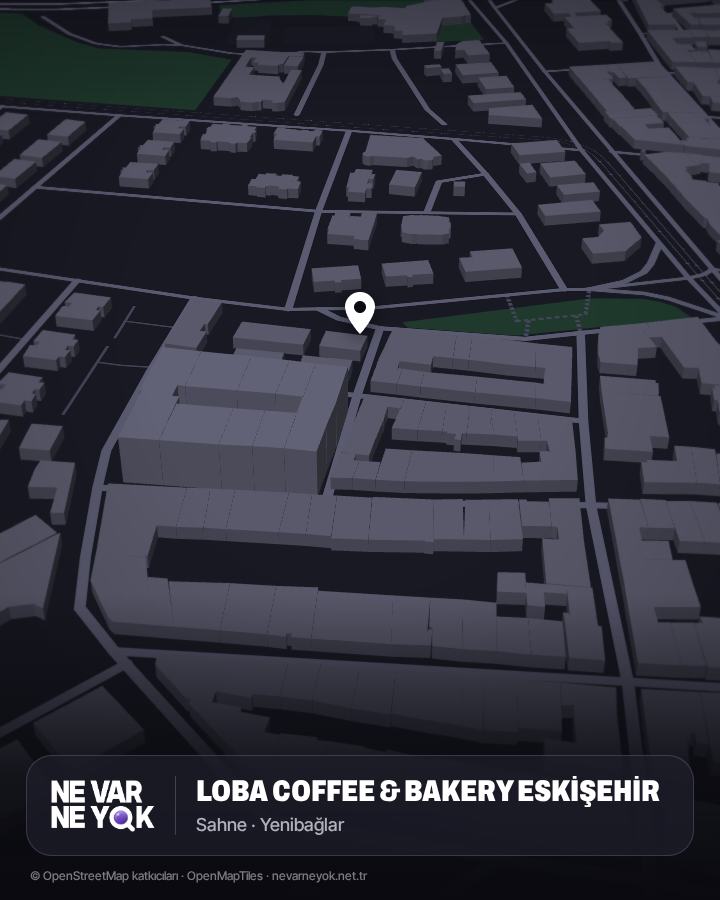 NE VAR
NE YOK
LOBA COFFEE & BAKERY ESKİŞEHİR
Sahne · Yenibağlar
© OpenStreetMap katkıcıları · OpenMapTiles · nevarneyok.net.tr